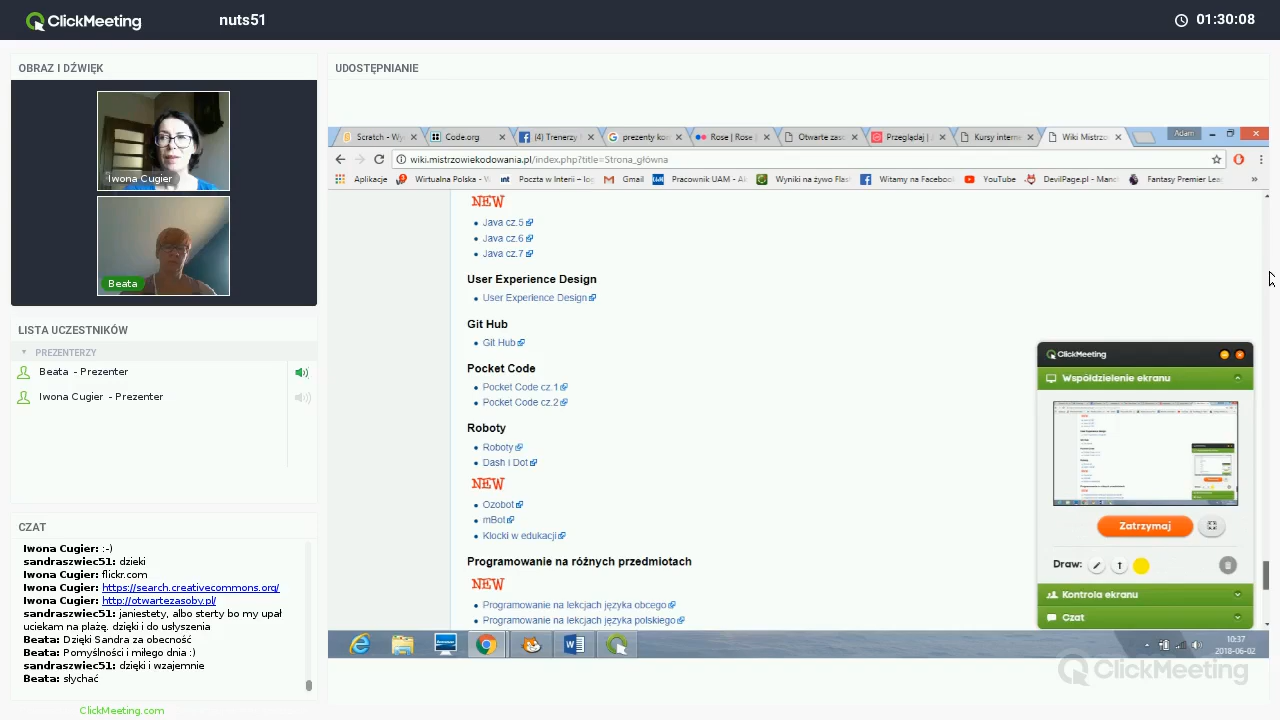 ClickMeeting
nuts51
01:30:08
OBRAZ I DŹWIĘK
Iwona Cugier
Beata
LISTA UCZESTNIKÓW
PREZENTERZY
Beata - Prezenter
Iwona Cugier - Prezenter
CZAT
Iwona Cugier: :-)
sandraszwiec51: dzieki
Iwona Cugier: flickr.com
Iwona Cugier: https://search.creativecommons.org/
Iwona Cugier: http://otwartezasoby.pl/
sandraszwiec51: janiestety, albo sterty bo my upał
uciekam na plażę. dzięki i do usłyszenia
Beata: Dzięki Sandra za obecność
Beata: Pomyślności i miłego dnia :)
sandraszwiec51: dzięki i wzajemnie
Beata: słychać
ClickMeeting.com
UDOSTĘPNIANIE
Scratch - Wy
Code.org
(4) Trenerzy
prezenty kom
Rose | Rose |
Otwarte zaso
Przeglądaj / A
Kursy interne
Wiki Mistrzo
Adam
wiki.mistrzowiekodowania.pl/index.php?title=Strona_główna
Aplikacje
Wirtualna Polska - W
Poczta w Interii – log
Gmail
Pracownik UAM - Ak
Wyniki na żywo Flas
Witamy na Facebook
YouTube
DevilPage.pl - Manch
Fantasy Premier Lea
»
NEW
Java cz.5
Java cz.6
Java cz.7
User Experience Design
User Experience Design
Git Hub
Git Hub
Pocket Code
Pocket Code cz.1
Pocket Code cz.2
Roboty
Roboty
Dash i Dot
NEW
Ozobot
mBot
Klocki w edukacji
Programowanie na różnych przedmiotach
NEW
Programowanie na lekcjach języka obcego
Programowanie na lekcjach języka polskiego
ClickMeeting
Współdzielenie ekranu
Zatrzymaj
Draw:
T
Kontrola ekranu
Czat
10:37
2018-06-02
ClickMeeting